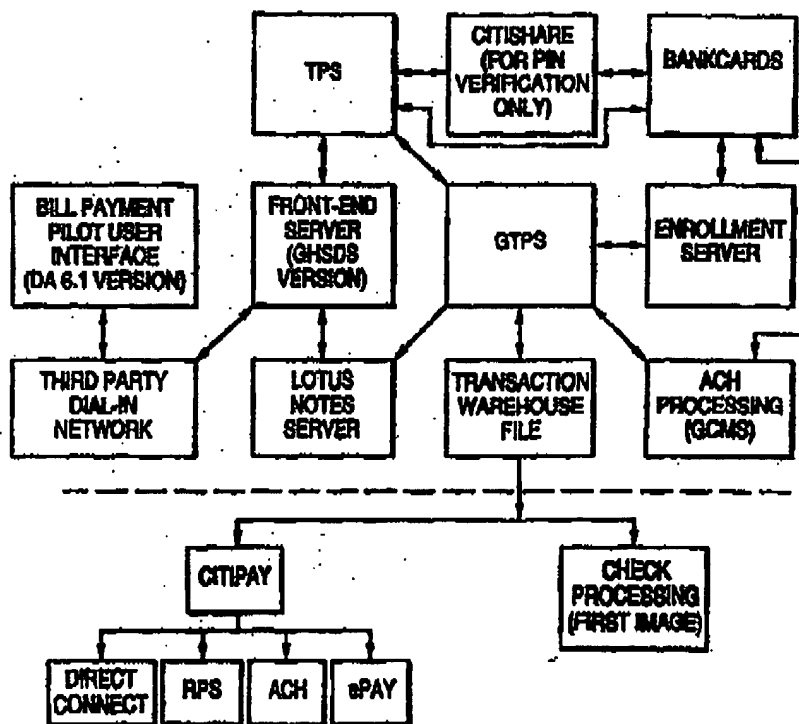 TPS
CITISHARE
(FOR PIN
VERIFICATION
ONLY)
BANKCARDS
BILL PAYMENT
PILOT USER
INTERFACE
(DA 6.1 VERSION)
FRONT-END
SERVER
(GHSDS
VERSION)
GTPS
ENROLLMENT
SERVER
THIRD PARTY
DIAL-IN
NETWORK
LOTUS
NOTES
SERVER
TRANSACTION
WAREHOUSE
FILE
ACH
PROCESSING
(GCMS)
CITIPAY
CHECK
PROCESSING
(FIRST IMAGE)
DIRECT
CONNECT
RPS
ACH
ePAY